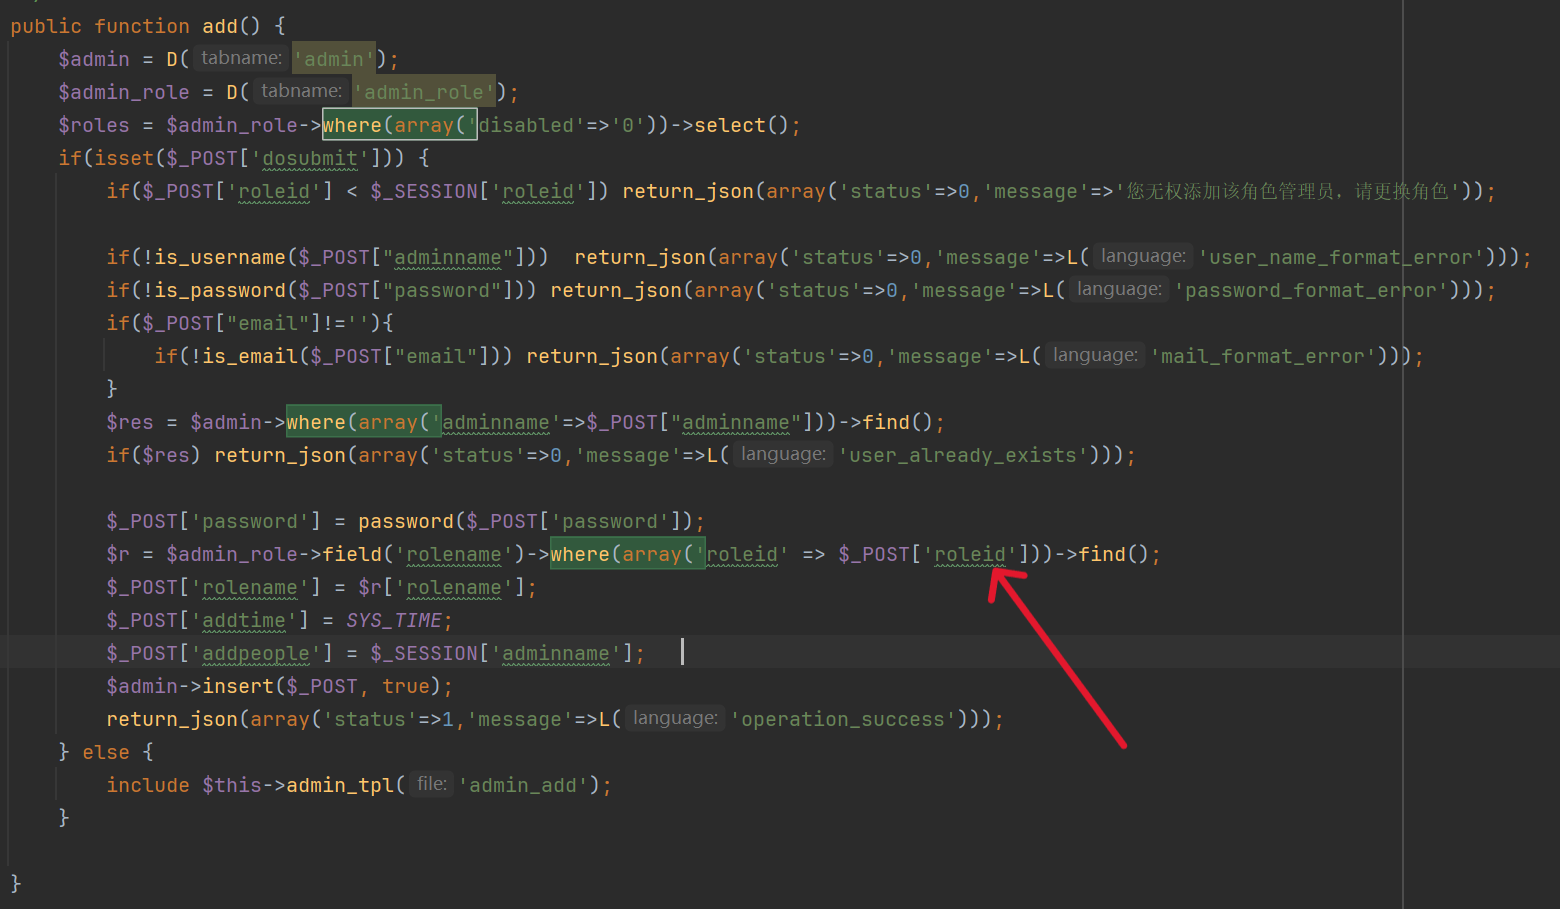 public function add() {
$admin = D( tabname: 'admin');
$admin_role = D( tabname: 'admin_role');
$roles = $admin_role->where(array('disabled'=>'0'))->select();
if(isset($_POST['dosubmit'])) {
if($_POST['roleid'] < $_SESSION['roleid']) return_json(array('status'=>0,'message'=>'您无权添加该角色管理员，请更换角色'));
if(!is_username($_POST["adminname"]))  return_json(array('status'=>0,'message'=>L( language: 'user_name_format_error')));
if(!is_password($_POST["password"])) return_json(array('status'=>0,'message'=>L( language: 'password_format_error')));
if($_POST["email"]!=''){
if(!is_email($_POST["email"])) return_json(array('status'=>0,'message'=>L( language: 'mail_format_error')));
}
$res = $admin->where(array('adminname'=>$_POST["adminname"]))->find();
if($res) return_json(array('status'=>0,'message'=>L( language: 'user_already_exists')));
$_POST['password'] = password($_POST['password']);
$r = $admin_role->field('rolename')->where(array('roleid' => $_POST['roleid']))->find();
$_POST['rolename'] = $r['rolename'];
$_POST['addtime'] = SYS_TIME;
$_POST['addpeople'] = $_SESSION['adminname'];
$admin->insert($_POST, true);
return_json(array('status'=>1,'message'=>L( language: 'operation_success')));
} else {
include $this->admin_tpl( file: 'admin_add');
}
}